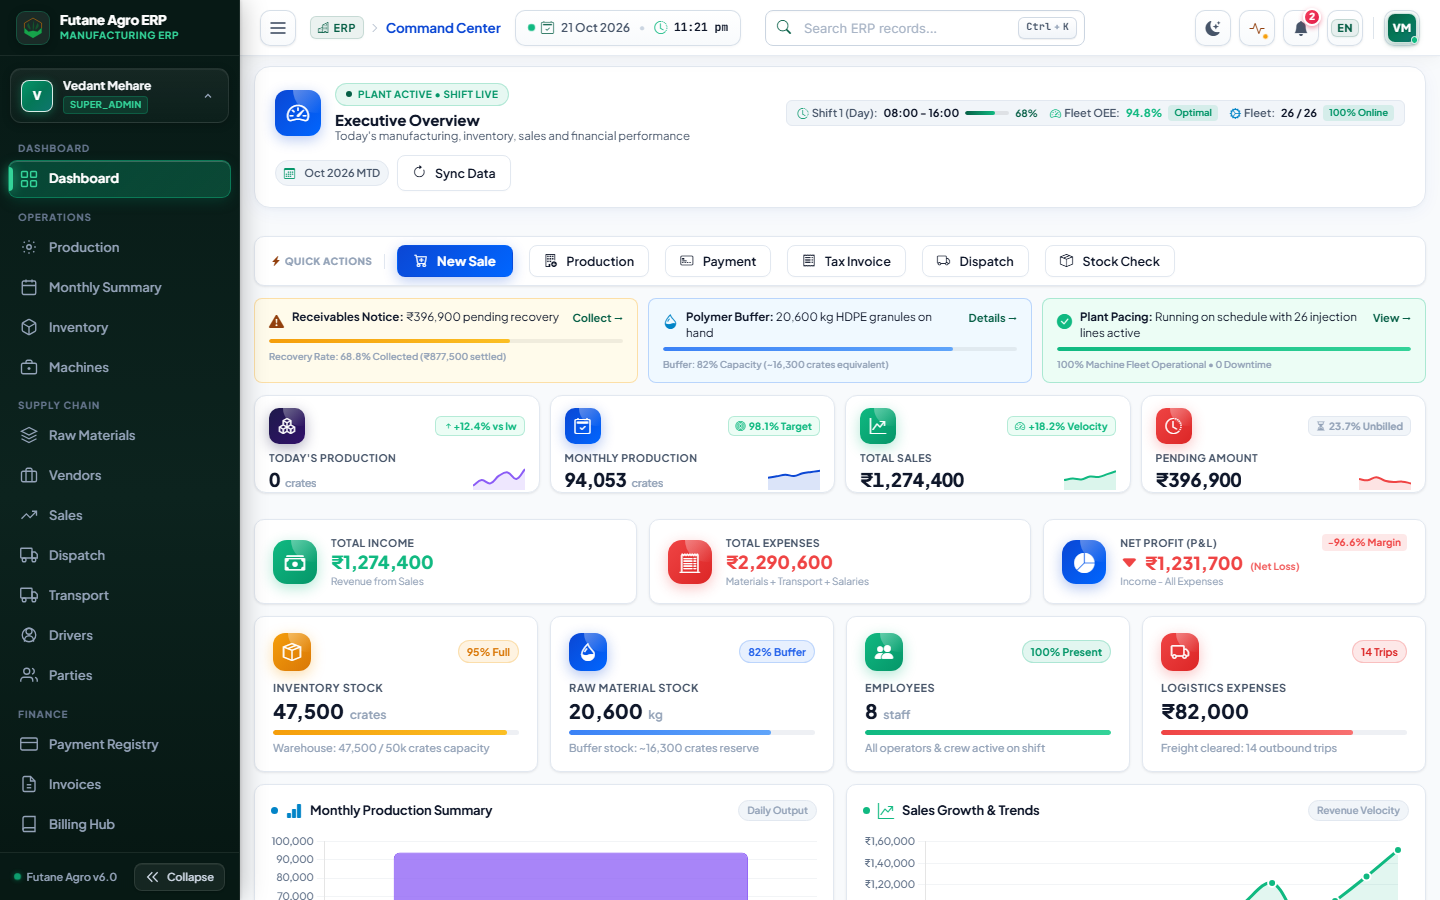 Futane Agro ERP
MANUFACTURING ERP
V
Vedant Mehare
SUPER_ADMIN
DASHBOARD
Dashboard
OPERATIONS
Production
Monthly Summary
Inventory
Machines
SUPPLY CHAIN
Raw Materials
Vendors
Sales
Dispatch
Transport
Drivers
Parties
FINANCE
Payment Registry
Invoices
Billing Hub
Futane Agro v6.0
Collapse
ERP
Command Center
21 Oct 2026 • 11:21 pm
Search ERP records...
Ctrl + K
2
EN
VM
PLANT ACTIVE • SHIFT LIVE
Executive Overview
Today's manufacturing, inventory, sales and financial performance
Shift 1 (Day): 08:00 - 16:00 68% Fleet OEE: 94.8% Optimal Fleet: 26 / 26 100% Online
Oct 2026 MTD
Sync Data
QUICK ACTIONS
New Sale
Production
Payment
Tax Invoice
Dispatch
Stock Check
Receivables Notice: ₹396,900 pending recovery
Collect →
Recovery Rate: 68.8% Collected (₹877,500 settled)
Polymer Buffer: 20,600 kg HDPE granules on
hand
Details →
Buffer: 82% Capacity (~16,300 crates equivalent)
Plant Pacing: Running on schedule with 26 injection
lines active
View →
100% Machine Fleet Operational • 0 Downtime
↑ +12.4% vs lw
TODAY'S PRODUCTION
0 crates
98.1% Target
MONTHLY PRODUCTION
94,053 crates
+18.2% Velocity
TOTAL SALES
₹1,274,400
23.7% Unbilled
PENDING AMOUNT
₹396,900
TOTAL INCOME
₹1,274,400
Revenue from Sales
TOTAL EXPENSES
₹2,290,600
Materials + Transport + Salaries
NET PROFIT (P&L)
-96.6% Margin
▼ ₹1,231,700 (Net Loss)
Income - All Expenses
95% Full
INVENTORY STOCK
47,500 crates
Warehouse: 47,500 / 50k crates capacity
82% Buffer
RAW MATERIAL STOCK
20,600 kg
Buffer stock: ~16,300 crates reserve
100% Present
EMPLOYEES
8 staff
All operators & crew active on shift
14 Trips
LOGISTICS EXPENSES
₹82,000
Freight cleared: 14 outbound trips
Monthly Production Summary
Daily Output
100,000
90,000
80,000
70,000
Sales Growth & Trends
Revenue Velocity
₹1,60,000
₹1,40,000
₹1,20,000